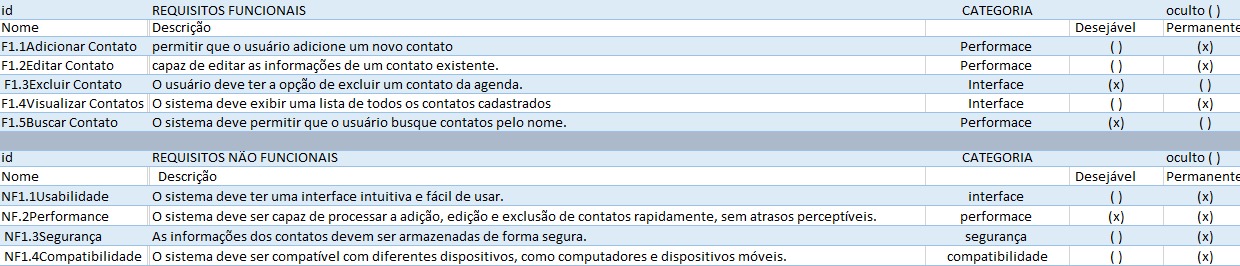 id REQUISITOS FUNCIONAIS CATEGORIA oculto ( )
Nome Descrição Desejável Permanente
F1.1Adicionar Contato permitir que o usuário adicione um novo contato Performace ( ) (x)
F1.2Editar Contato capaz de editar as informações de um contato existente. Performace ( ) (x)
F1.3Excluir Contato O usuário deve ter a opção de excluir um contato da agenda. Interface (x) ( )
F1.4Visualizar Contatos O sistema deve exibir uma lista de todos os contatos cadastrados Interface ( ) (x)
F1.5Buscar Contato O sistema deve permitir que o usuário busque contatos pelo nome. Performace (x) ( )
id REQUISITOS NÃO FUNCIONAIS CATEGORIA oculto ( )
Nome Descrição Desejável Permanente
NF1.1Usabilidade O sistema deve ter uma interface intuitiva e fácil de usar. interface ( ) (x)
NF.2Performance O sistema deve ser capaz de processar a adição, edição e exclusão de contatos rapidamente, sem atrasos perceptíveis. performace (x) (x)
NF1.3Segurança As informações dos contatos devem ser armazenadas de forma segura. segurança ( ) (x)
NF1.4Compatibilidade O sistema deve ser compatível com diferentes dispositivos, como computadores e dispositivos móveis. compatibilidade ( ) (x)